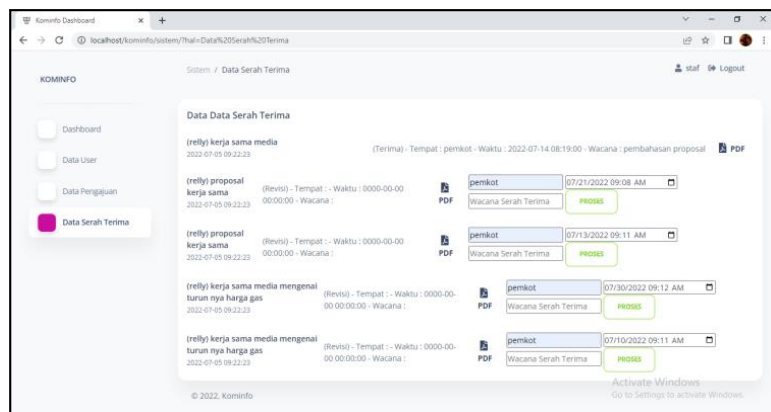 Kominfo Dashboard
localhost/kominfo/sistem/?hal=Data%20Serah%20Terima
Sistem / Data Serah Terima
staf Logout
KOMINFO
Dashboard
Data User
Data Pengajuan
Data Serah Terima
Data Data Serah Terima
(relly) kerja sama media
2022-07-05 09:22:23
(Terima) - Tempat : pemkot - Waktu : 2022-07-14 08:19:00 - Wacana : pembahasan proposal
PDF
(relly) proposal
kerja sama
2022-07-05 09:22:23
(Revisi) - Tempat : - Waktu : 0000-00-00
00:00:00 - Wacana :
PDF
pemkot
07/21/2022 09:08 AM
Wacana Serah Terima
PROSES
(relly) proposal
kerja sama
2022-07-05 09:22:23
(Revisi) - Tempat : - Waktu : 0000-00-00
00:00:00 - Wacana :
PDF
pemkot
07/13/2022 09:11 AM
Wacana Serah Terima
PROSES
(relly) kerja sama media mengenai
turun nya harga gas
2022-07-05 09:22:23
(Revisi) - Tempat : - Waktu : 0000-00-
00 00:00:00 - Wacana :
PDF
pemkot
07/30/2022 09:12 AM
Wacana Serah Terima
PROSES
(relly) kerja sama media mengenai
turun nya harga gas
2022-07-05 09:22:23
(Revisi) - Tempat : - Waktu : 0000-00-
00 00:00:00 - Wacana :
PDF
pemkot
07/10/2022 09:11 AM
Wacana Serah Terima
PROSES
Activate Windows
Go to Settings to activate Windows.
© 2022, Kominfo